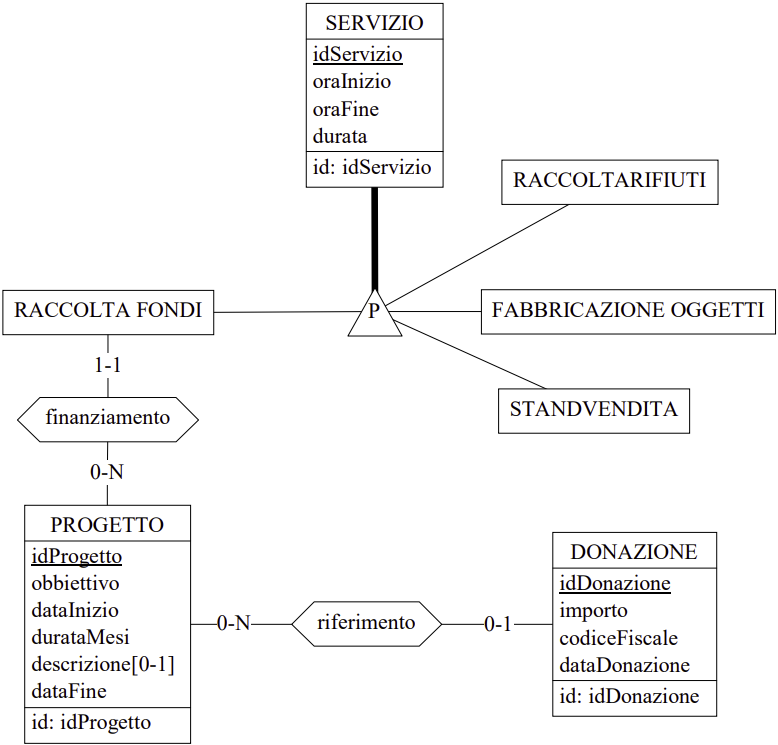 SERVIZIO
idServizio
oraInizio
oraFine
durata
id: idServizio
RACCOLTARIFIUTI
RACCOLTA FONDI
P
FABBRICAZIONE OGGETTI
1-1
STANDVENDITA
finanziamento
0-N
PROGETTO
idProgetto
obbiettivo
dataInizio
durataMesi
descrizione[0-1]
dataFine
id: idProgetto
0-N
riferimento
0-1
DONAZIONE
idDonazione
importo
codiceFiscale
dataDonazione
id: idDonazione